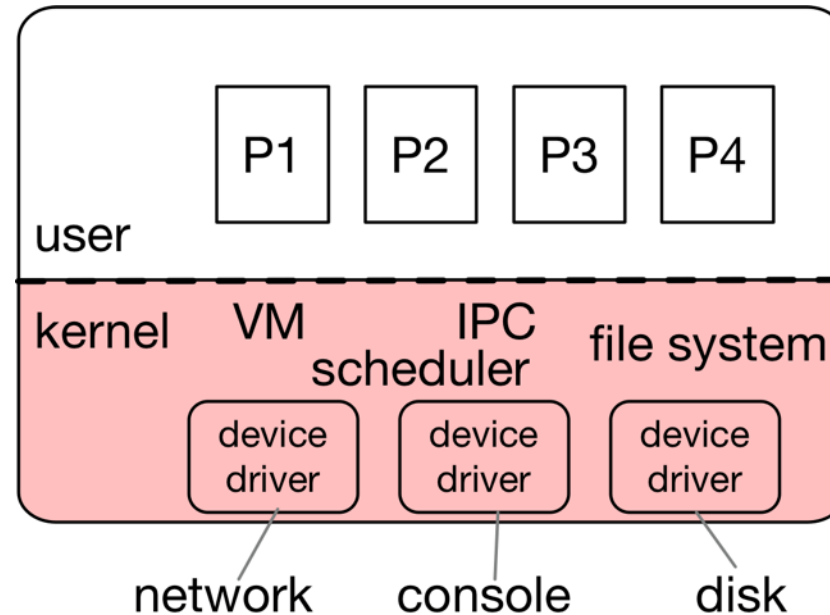 P1 P2 P3 P4
user
kernel VM IPC file system
scheduler
device driver
device driver
device driver
network console disk